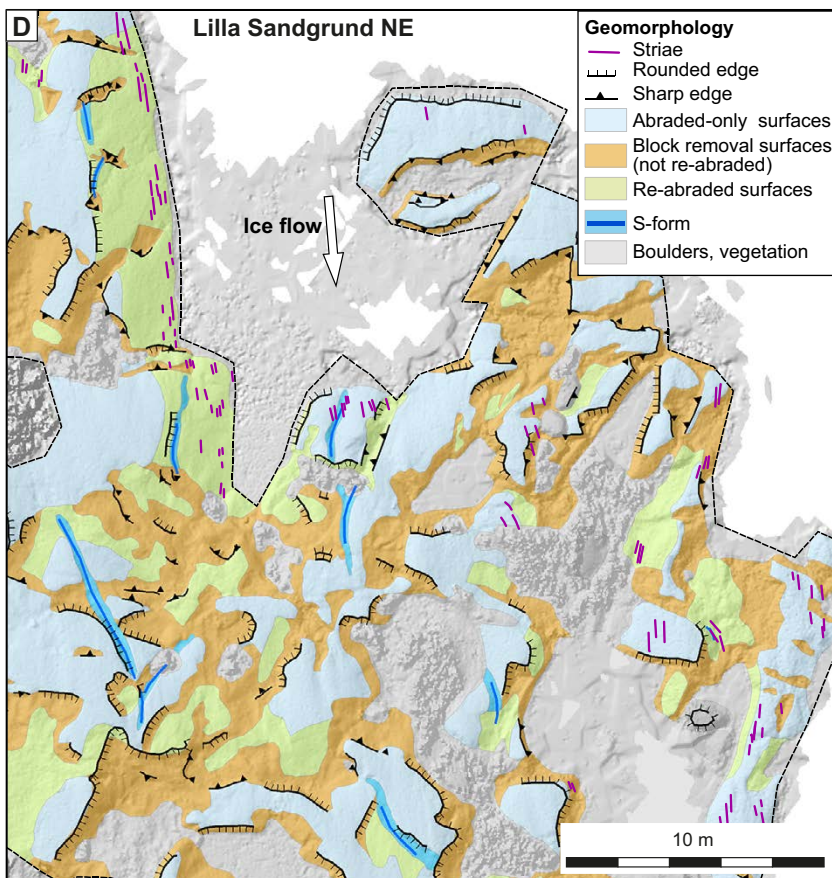 D
Lilla Sandgrund NE
Geomorphology
Striae
Rounded edge
Sharp edge
Abraded-only surfaces
Block removal surfaces
(not re-abraded)
Re-abraded surfaces
S-form
Boulders, vegetation
Ice flow
10 m